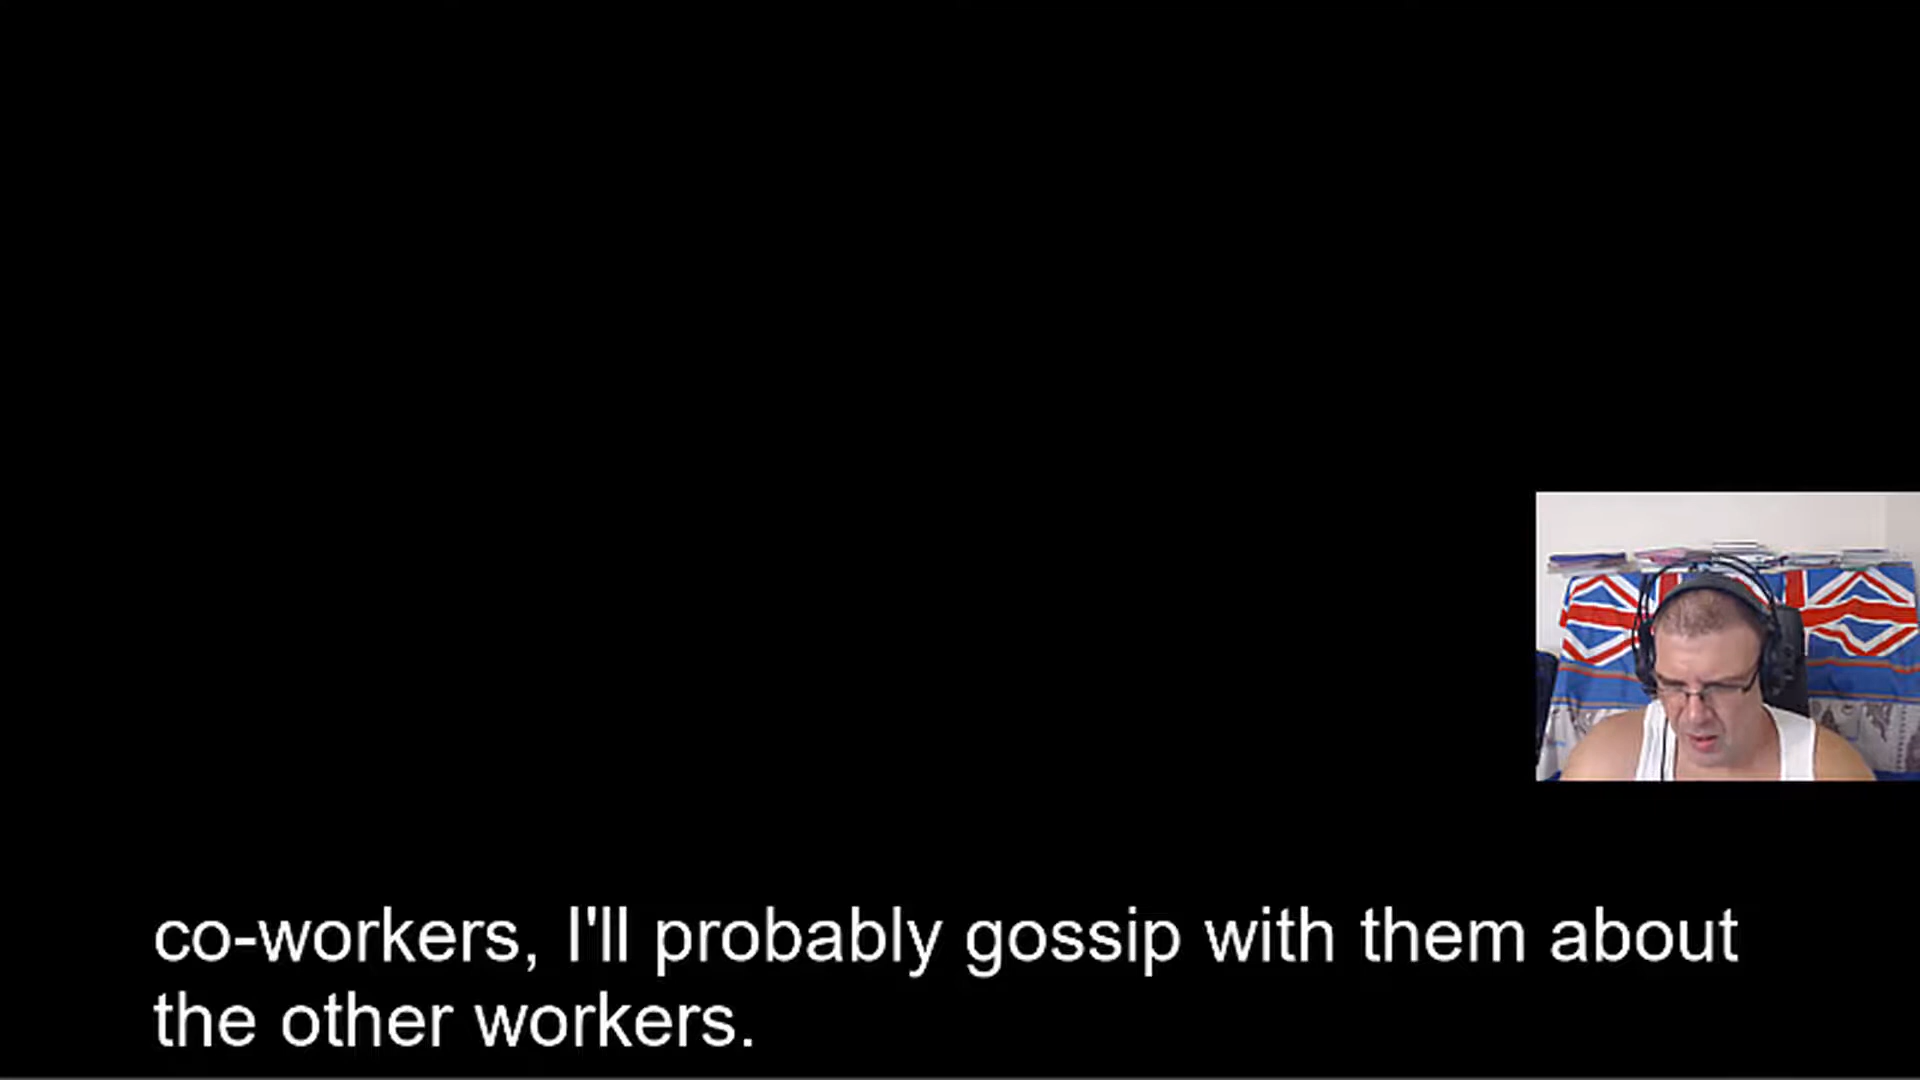 co-workers, I'll probably gossip with them about
the other workers.